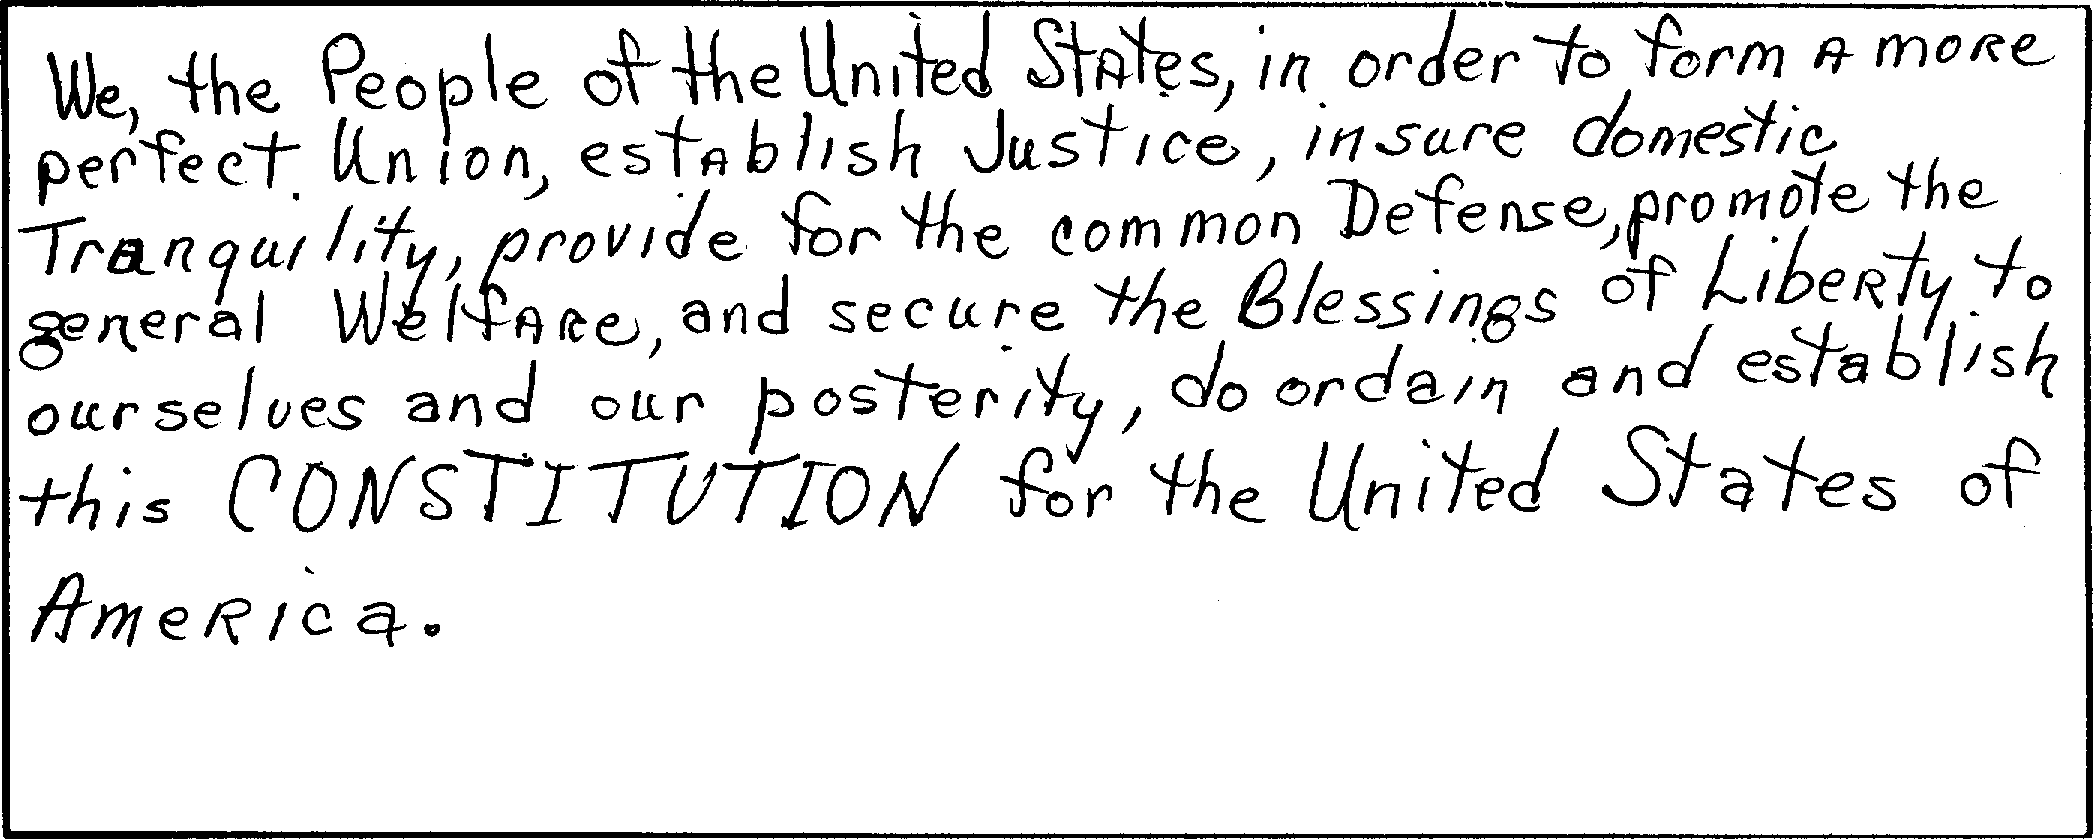 We, the People of the United States, in order to form a more
perfect Union, establish Justice, insure domestic
Tranquility, provide for the common Defense, promote the
general Welfare, and secure the Blessings of Liberty to
ourselves and our posterity, do ordain and establish
this CONSTITUTION for the United States of
America.